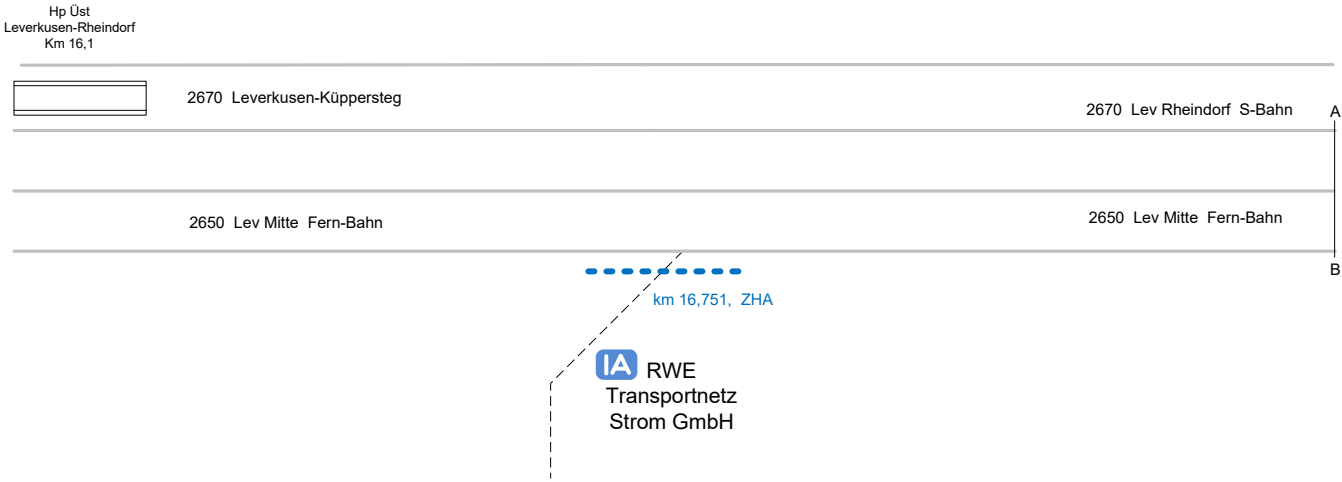 Hp Üst
Leverkusen-Rheindorf
Km 16,1
2670 Leverkusen-Küppersteg
2670 Lev Rheindorf S-Bahn
A
2650 Lev Mitte Fern-Bahn
2650 Lev Mitte Fern-Bahn
B
km 16,751, ZHA
IA RWE
Transportnetz
Strom GmbH